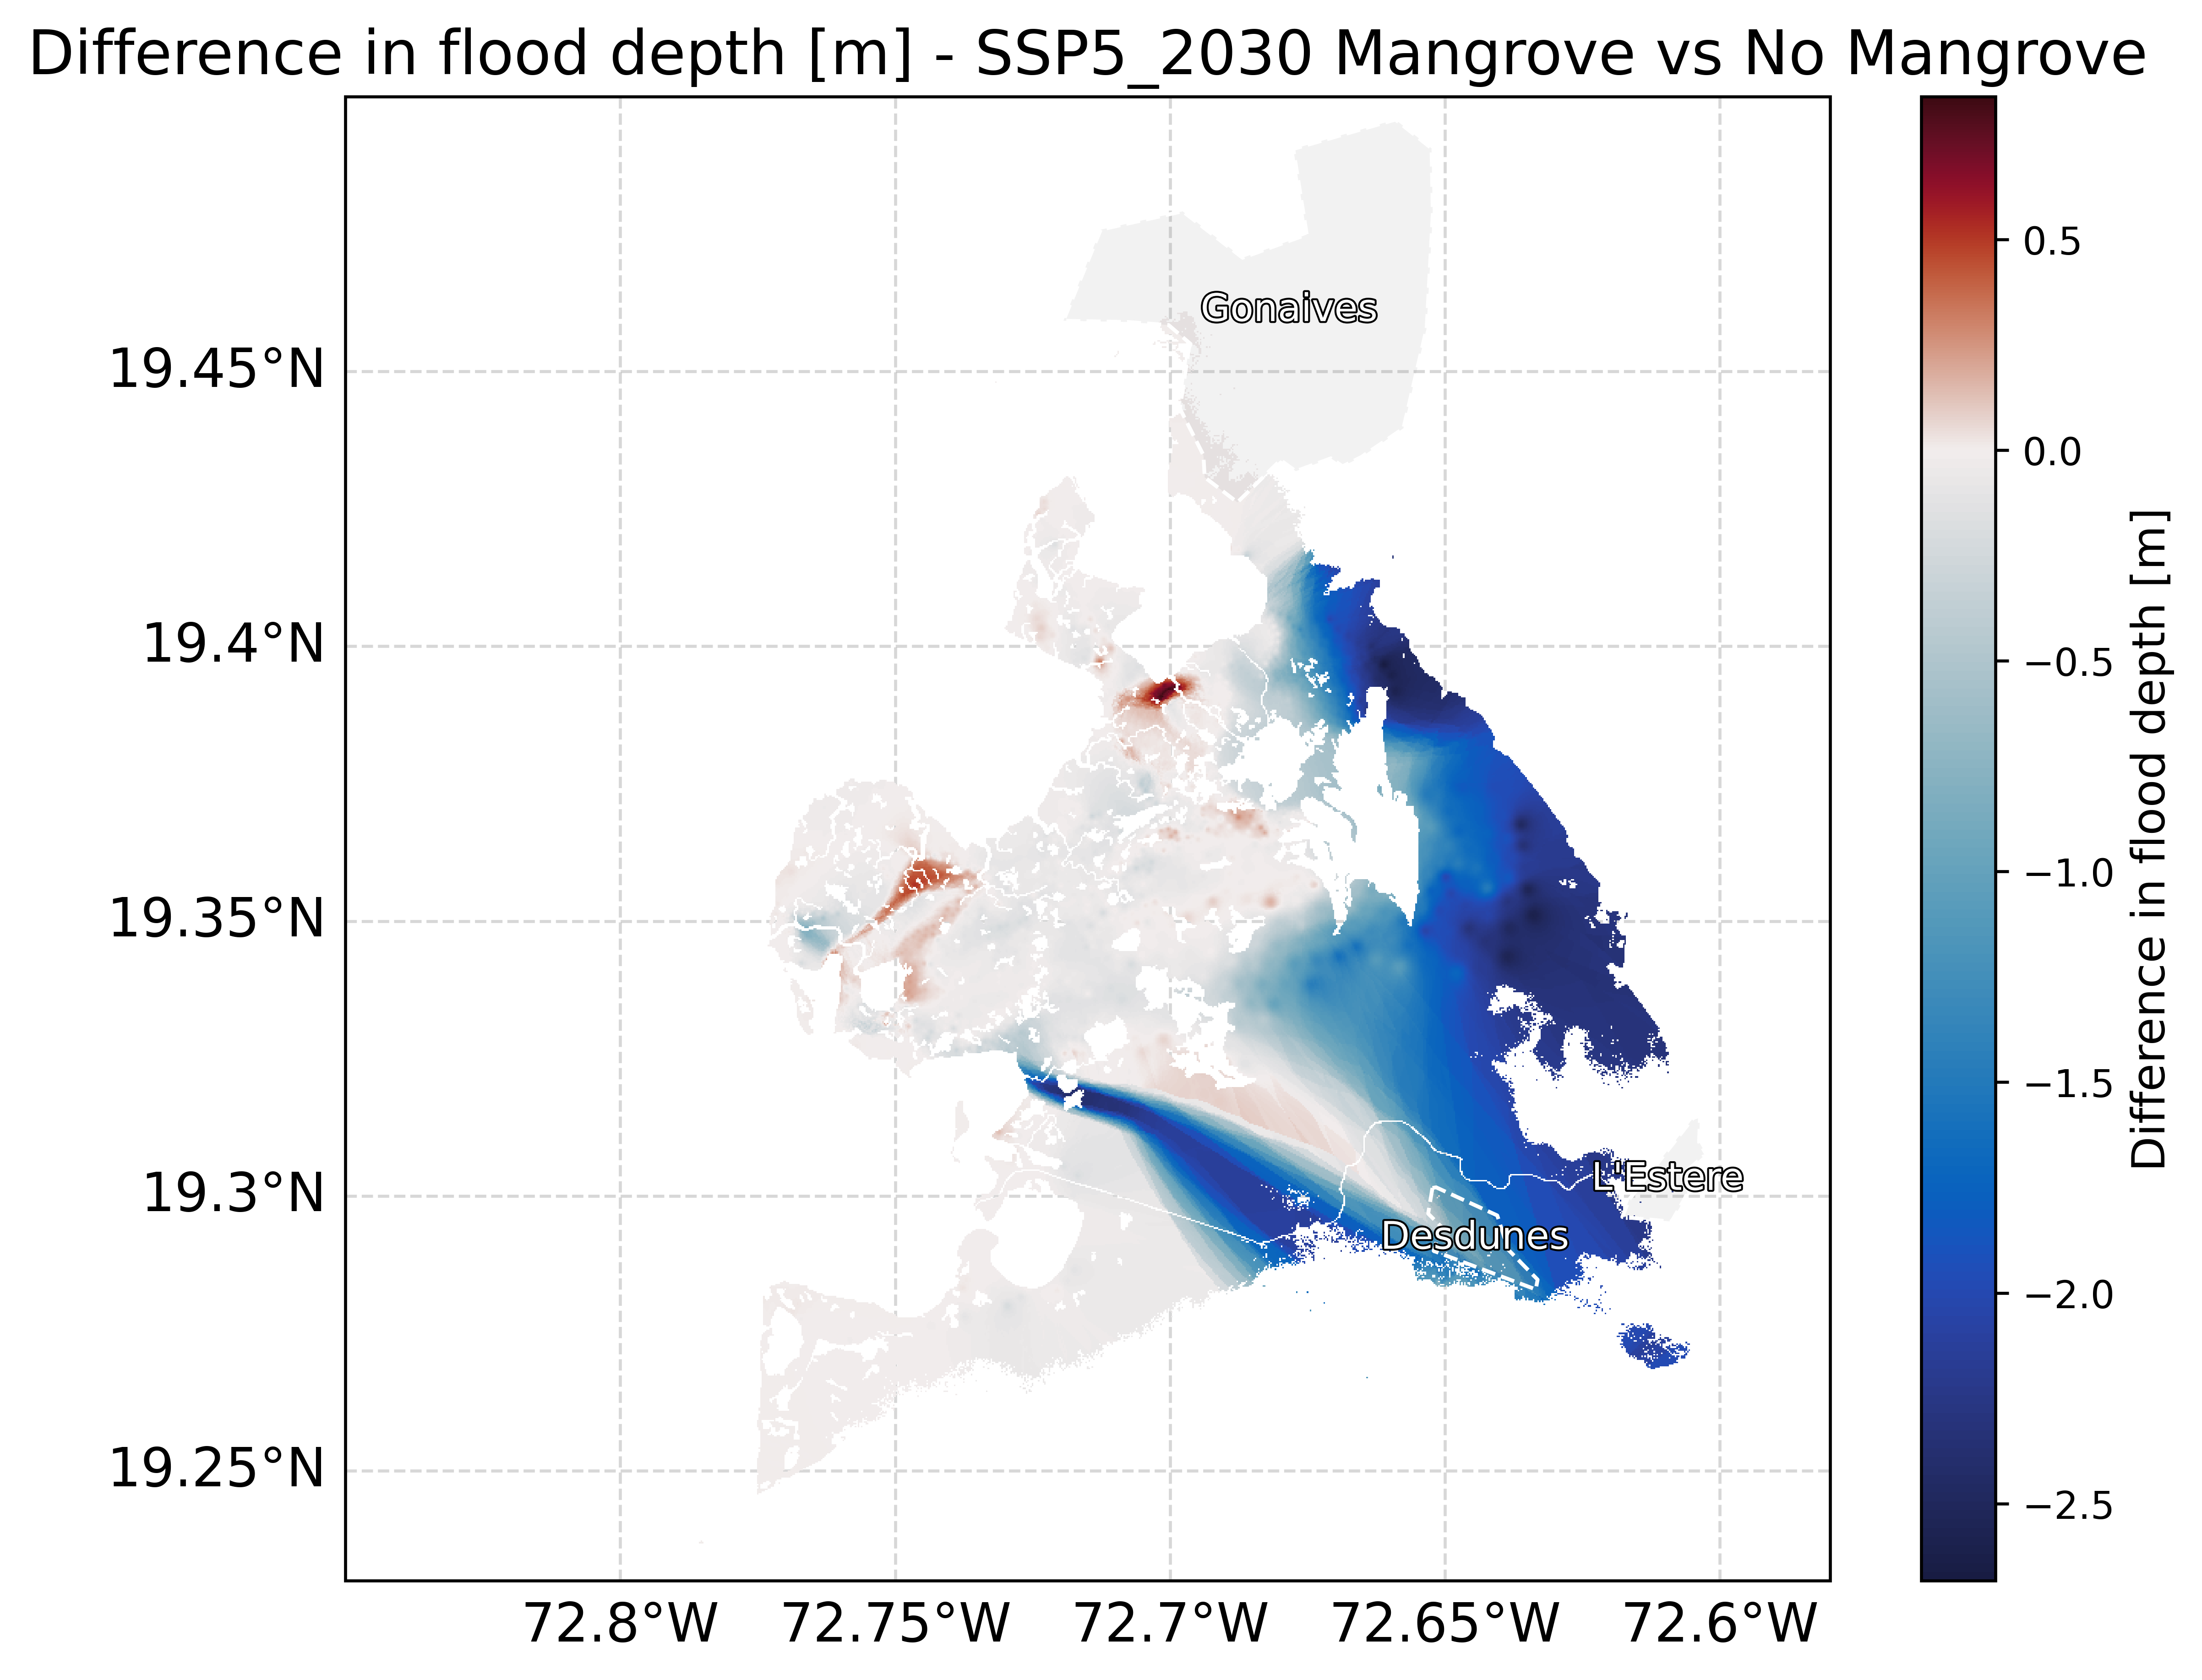 Difference in flood depth [m] - SSP5_2030 Mangrove vs No Mangrove
Gonaives
L'Estere
Desdunes
19.45°N
19.4°N
19.35°N
19.3°N
19.25°N
72.8°W
72.75°W
72.7°W
72.65°W
72.6°W
0.5
0.0
−0.5
−1.0
−1.5
−2.0
−2.5
Difference in flood depth [m]